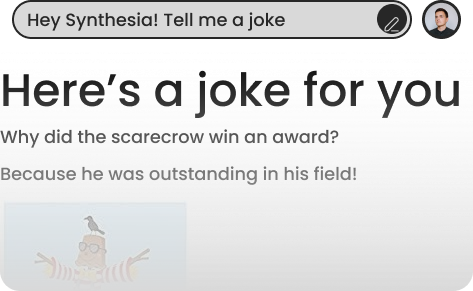 Hey Synthesia! Tell me a joke
Here’s a joke for you
Why did the scarecrow win an award?
Because he was outstanding in his field!